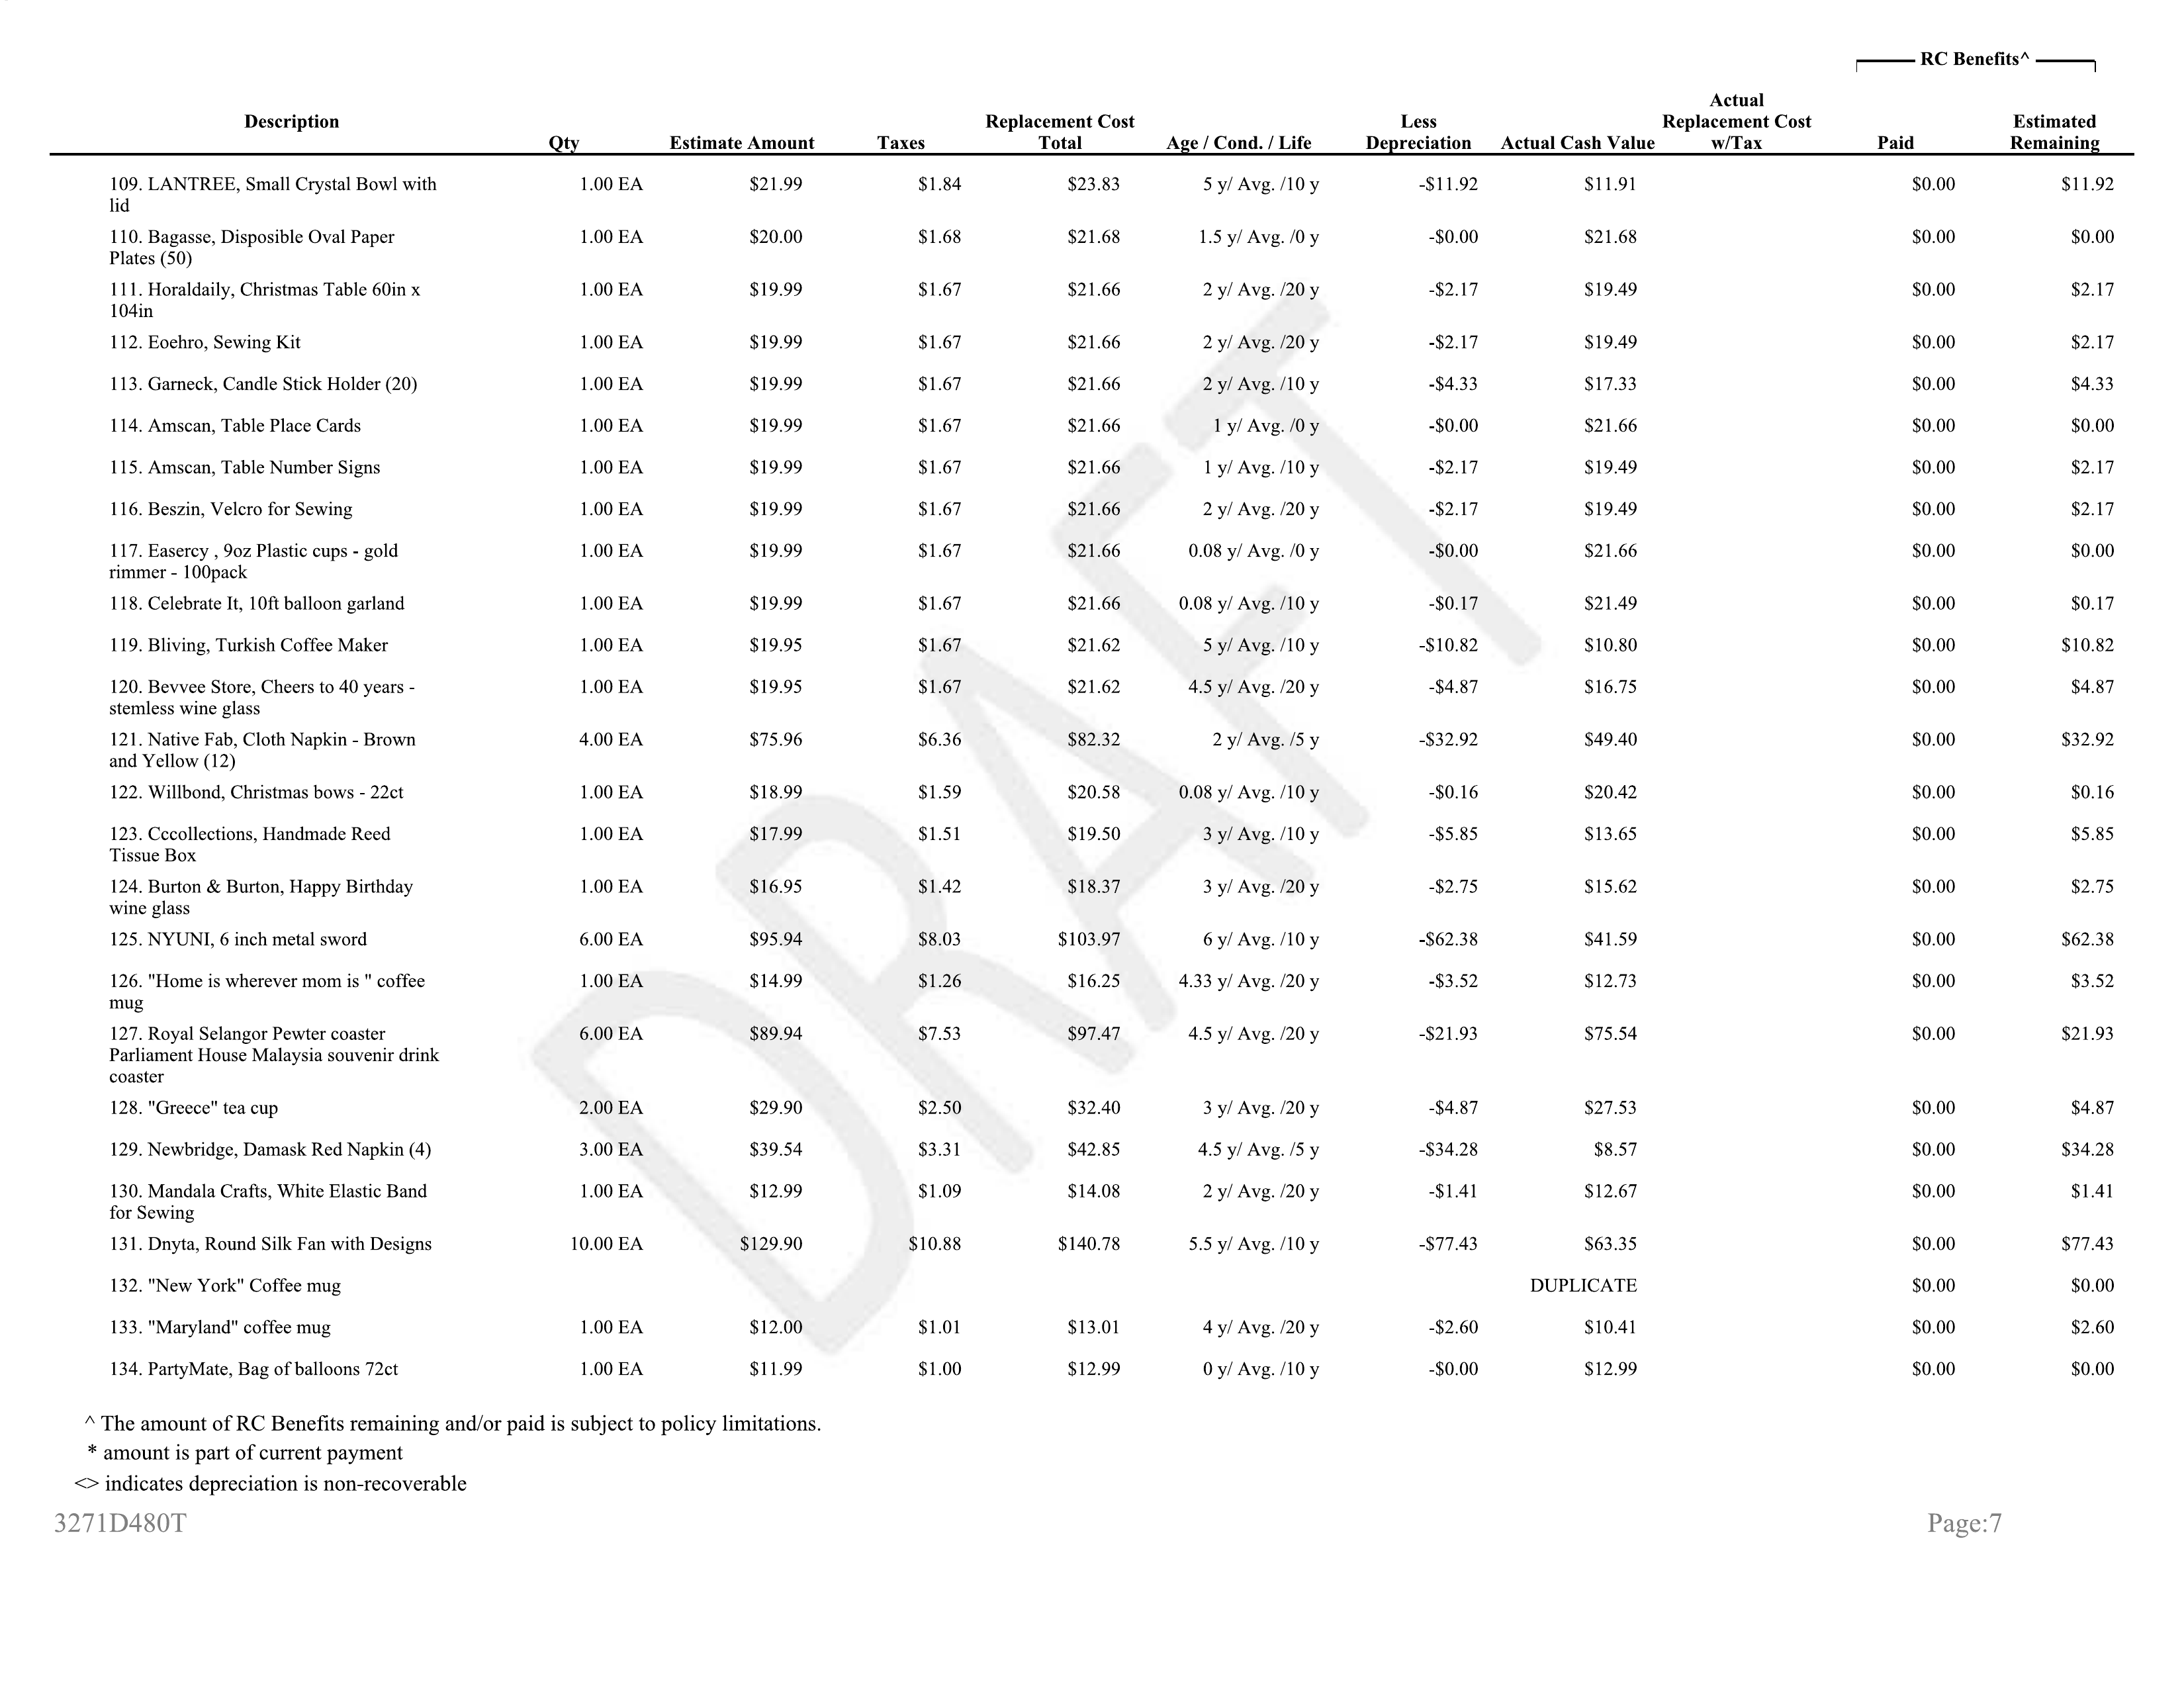 RC Benefits^
Description Qty Estimate Amount Taxes Replacement Cost Total Age / Cond. / Life Less Depreciation Actual Cash Value Actual Replacement Cost w/Tax Paid Estimated Remaining
109. LANTREE, Small Crystal Bowl with 1.00 EA $21.99 $1.84 $23.83 5 y/ Avg. /10 y -$11.92 $11.91 $0.00 $11.92
lid
110. Bagasse, Disposable Oval Paper 1.00 EA $20.00 $1.68 $21.68 1.5 y/ Avg. /0 y -$0.00 $21.68 $0.00 $0.00
Plates (50)
111. Horaldaily, Christmas Table 60in x 1.00 EA $19.99 $1.67 $21.66 2 y/ Avg. /20 y -$2.17 $19.49 $0.00 $2.17
104in
112. Eoehro, Sewing Kit 1.00 EA $19.99 $1.67 $21.66 2 y/ Avg. /20 y -$2.17 $19.49 $0.00 $2.17
113. Garneck, Candle Stick Holder (20) 1.00 EA $19.99 $1.67 $21.66 2 y/ Avg. /10 y -$4.33 $17.33 $0.00 $4.33
114. Amscan, Table Place Cards 1.00 EA $19.99 $1.67 $21.66 1 y/ Avg. /0 y -$0.00 $21.66 $0.00 $0.00
115. Amscan, Table Number Signs 1.00 EA $19.99 $1.67 $21.66 1 y/ Avg. /10 y -$2.17 $19.49 $0.00 $2.17
116. Beszin, Velcro for Sewing 1.00 EA $19.99 $1.67 $21.66 2 y/ Avg. /20 y -$2.17 $19.49 $0.00 $2.17
117. Easercy , 9oz Plastic cups - gold 1.00 EA $19.99 $1.67 $21.66 0.08 y/ Avg. /0 y -$0.00 $21.66 $0.00 $0.00
rimmer - 100pack
118. Celebrate It, 10ft balloon garland 1.00 EA $19.99 $1.67 $21.66 0.08 y/ Avg. /10 y -$0.17 $21.49 $0.00 $0.17
119. Bliving, Turkish Coffee Maker 1.00 EA $19.95 $1.67 $21.62 5 y/ Avg. /10 y -$10.82 $10.80 $0.00 $10.82
120. Bevvee Store, Cheers to 40 years - 1.00 EA $19.95 $1.67 $21.62 4.5 y/ Avg. /20 y -$4.87 $16.75 $0.00 $4.87
stemless wine glass
121. Native Fab, Cloth Napkin - Brown 4.00 EA $75.96 $6.36 $82.32 2 y/ Avg. /5 y -$32.92 $49.40 $0.00 $32.92
and Yellow (12)
122. Willbond, Christmas bows - 22ct 1.00 EA $18.99 $1.59 $20.58 0.08 y/ Avg. /10 y -$0.16 $20.42 $0.00 $0.16
123. Cccollections, Handmade Reed 1.00 EA $17.99 $1.51 $19.50 3 y/ Avg. /10 y -$5.85 $13.65 $0.00 $5.85
Tissue Box
124. Burton & Burton, Happy Birthday 1.00 EA $16.95 $1.42 $18.37 3 y/ Avg. /20 y -$2.75 $15.62 $0.00 $2.75
wine glass
125. NYUNI, 6 inch metal sword 6.00 EA $95.94 $8.03 $103.97 6 y/ Avg. /10 y -$62.38 $41.59 $0.00 $62.38
126. "Home is wherever mom is " coffee 1.00 EA $14.99 $1.26 $16.25 4.33 y/ Avg. /20 y -$3.52 $12.73 $0.00 $3.52
mug
127. Royal Selangor Pewter coaster 6.00 EA $89.94 $7.53 $97.47 4.5 y/ Avg. /20 y -$21.93 $75.54 $0.00 $21.93
Parliament House Malaysia souvenir drink
coaster
128. "Greece" tea cup 2.00 EA $29.90 $2.50 $32.40 3 y/ Avg. /20 y -$4.87 $27.53 $0.00 $4.87
129. Newbridge, Damask Red Napkin (4) 3.00 EA $39.54 $3.31 $42.85 4.5 y/ Avg. /5 y -$34.28 $8.57 $0.00 $34.28
130. Mandala Crafts, White Elastic Band 1.00 EA $12.99 $1.09 $14.08 2 y/ Avg. /20 y -$1.41 $12.67 $0.00 $1.41
for Sewing
131. Dnyta, Round Silk Fan with Designs 10.00 EA $129.90 $10.88 $140.78 5.5 y/ Avg. /10 y -$77.43 $63.35 $0.00 $77.43
132. "New York" Coffee mug DUPLICATE $0.00 $0.00
133. "Maryland" coffee mug 1.00 EA $12.00 $1.01 $13.01 4 y/ Avg. /20 y -$2.60 $10.41 $0.00 $2.60
134. PartyMate, Bag of balloons 72ct 1.00 EA $11.99 $1.00 $12.99 0 y/ Avg. /10 y -$0.00 $12.99 $0.00 $0.00
DRAFT
^ The amount of RC Benefits remaining and/or paid is subject to policy limitations.
* amount is part of current payment
<> indicates depreciation is non-recoverable
3271D480T Page:7